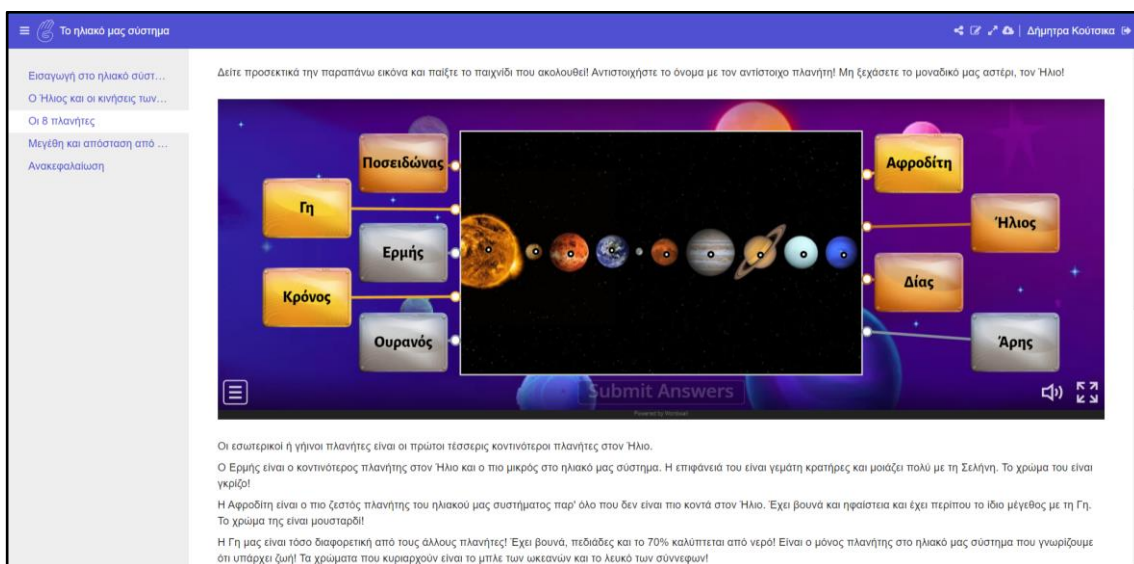 Το ηλιακό μας σύστημα
Δήμητρα Κούτσικα
Εισαγωγή στο ηλιακό σύστ...
Ο Ήλιος και οι κινήσεις των...
Οι 8 πλανήτες
Μεγέθη και απόσταση από ...
Ανακεφαλαίωση
Δείτε προσεκτικά την παραπάνω εικόνα και παίξτε το παιχνίδι που ακολουθεί! Αντιστοιχήστε το όνομα με τον αντίστοιχο πλανήτη! Μη ξεχάσετε το μοναδικό μας αστέρι, τον Ήλιο!
Ποσειδώνας
Γη
Ερμής
Κρόνος
Ουρανός
Αφροδίτη
Ήλιος
Δίας
Άρης
Submit Answers
Powered by Wordwall
Οι εσωτερικοί ή γήινοι πλανήτες είναι οι πρώτοι τέσσερις κοντινότεροι πλανήτες στον Ήλιο.
Ο Ερμής είναι ο κοντινότερος πλανήτης στον Ήλιο και ο πιο μικρός στο ηλιακό μας σύστημα. Η επιφάνειά του είναι γεμάτη κρατήρες και μοιάζει πολύ με τη Σελήνη. Το χρώμα του είναι
γκρίζο!
Η Αφροδίτη είναι ο πιο ζεστός πλανήτης του ηλιακού μας συστήματος παρ' όλο που δεν είναι πιο κοντά στον Ήλιο. Έχει βουνά και ηφαίστεια και έχει περίπου το ίδιο μέγεθος με τη Γη.
Το χρώμα της είναι μουσταρδί!
Η Γη μας είναι τόσο διαφορετική από τους άλλους πλανήτες! Έχει βουνά, πεδιάδες και το 70% καλύπτεται από νερό! Είναι ο μόνος πλανήτης στο ηλιακό μας σύστημα που γνωρίζουμε
ότι υπάρχει ζωή! Τα χρώματα που κυριαρχούν είναι το μπλε των ωκεανών και το λευκό των σύννεφων!